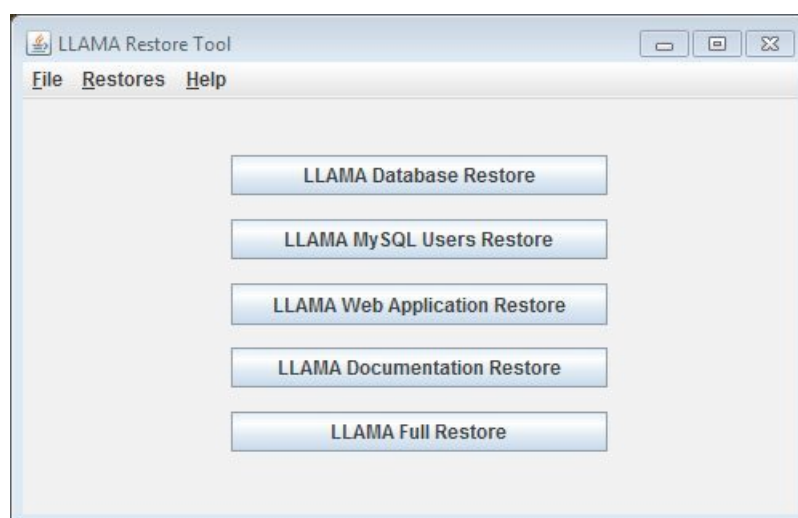 LLAMA Restore Tool
File Restores Help
LLAMA Database Restore
LLAMA MySQL Users Restore
LLAMA Web Application Restore
LLAMA Documentation Restore
LLAMA Full Restore